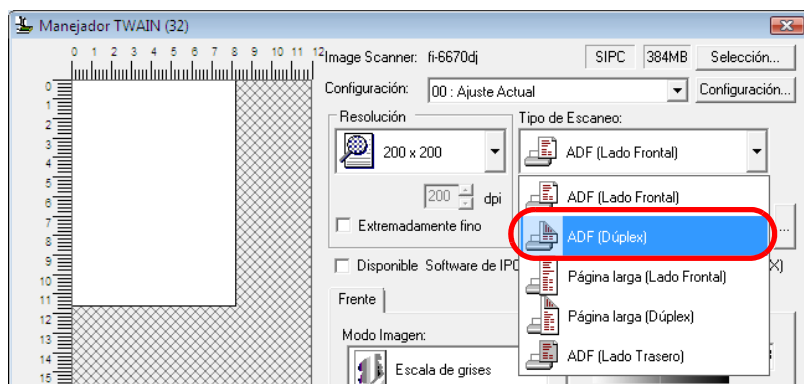 Manejador TWAIN (32)
0 1 2 3 4 5 6 7 8 9 10 11 12
Image Scanner: fi-6670dj SIPC 384MB Selección...
Configuración: 00 : Ajuste Actual Configuración...
Resolución Tipo de Escaneo:
200 x 200 ADF (Lado Frontal)
200 dpi ADF (Lado Frontal)
Extremadamente fino ADF (Dúplex) ...
Disponible Software de IPC X)
Página larga (Lado Frontal)
Frente
Página larga (Dúplex)
Modo Imagen:
Escala de grises ADF (Lado Trasero)
0
1
2
3
4
5
6
7
8
9
10
11
12
13
14
15